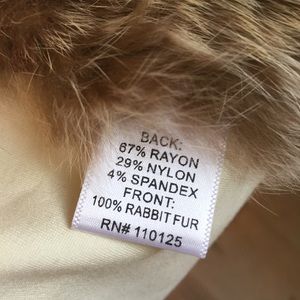 BACK:
67% RAYON
29% NYLON
4% SPANDEX
FRONT:
100% RABBIT FUR
RN# 110125